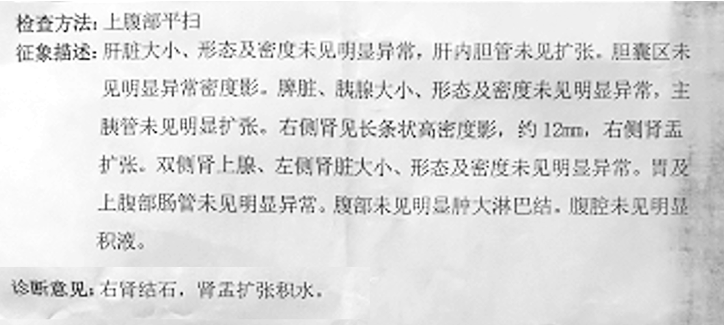 检查方法：上腹部平扫
征象描述：肝脏大小、形态及密度未见明显异常，肝内胆管未见扩张。胆囊区未
见明显异常密度影。脾脏、胰腺大小、形态及密度未见明显异常，主
胰管未见明显扩张。右侧肾见长条状高密度影，约12mm，右侧肾盂
扩张。双侧肾上腺、左侧肾脏大小、形态及密度未见明显异常。胃及
上腹部肠管未见明显异常。腹部未见明显肿大淋巴结。腹腔未见明显
积液。
诊断意见：右肾结石，肾盂扩张积水。